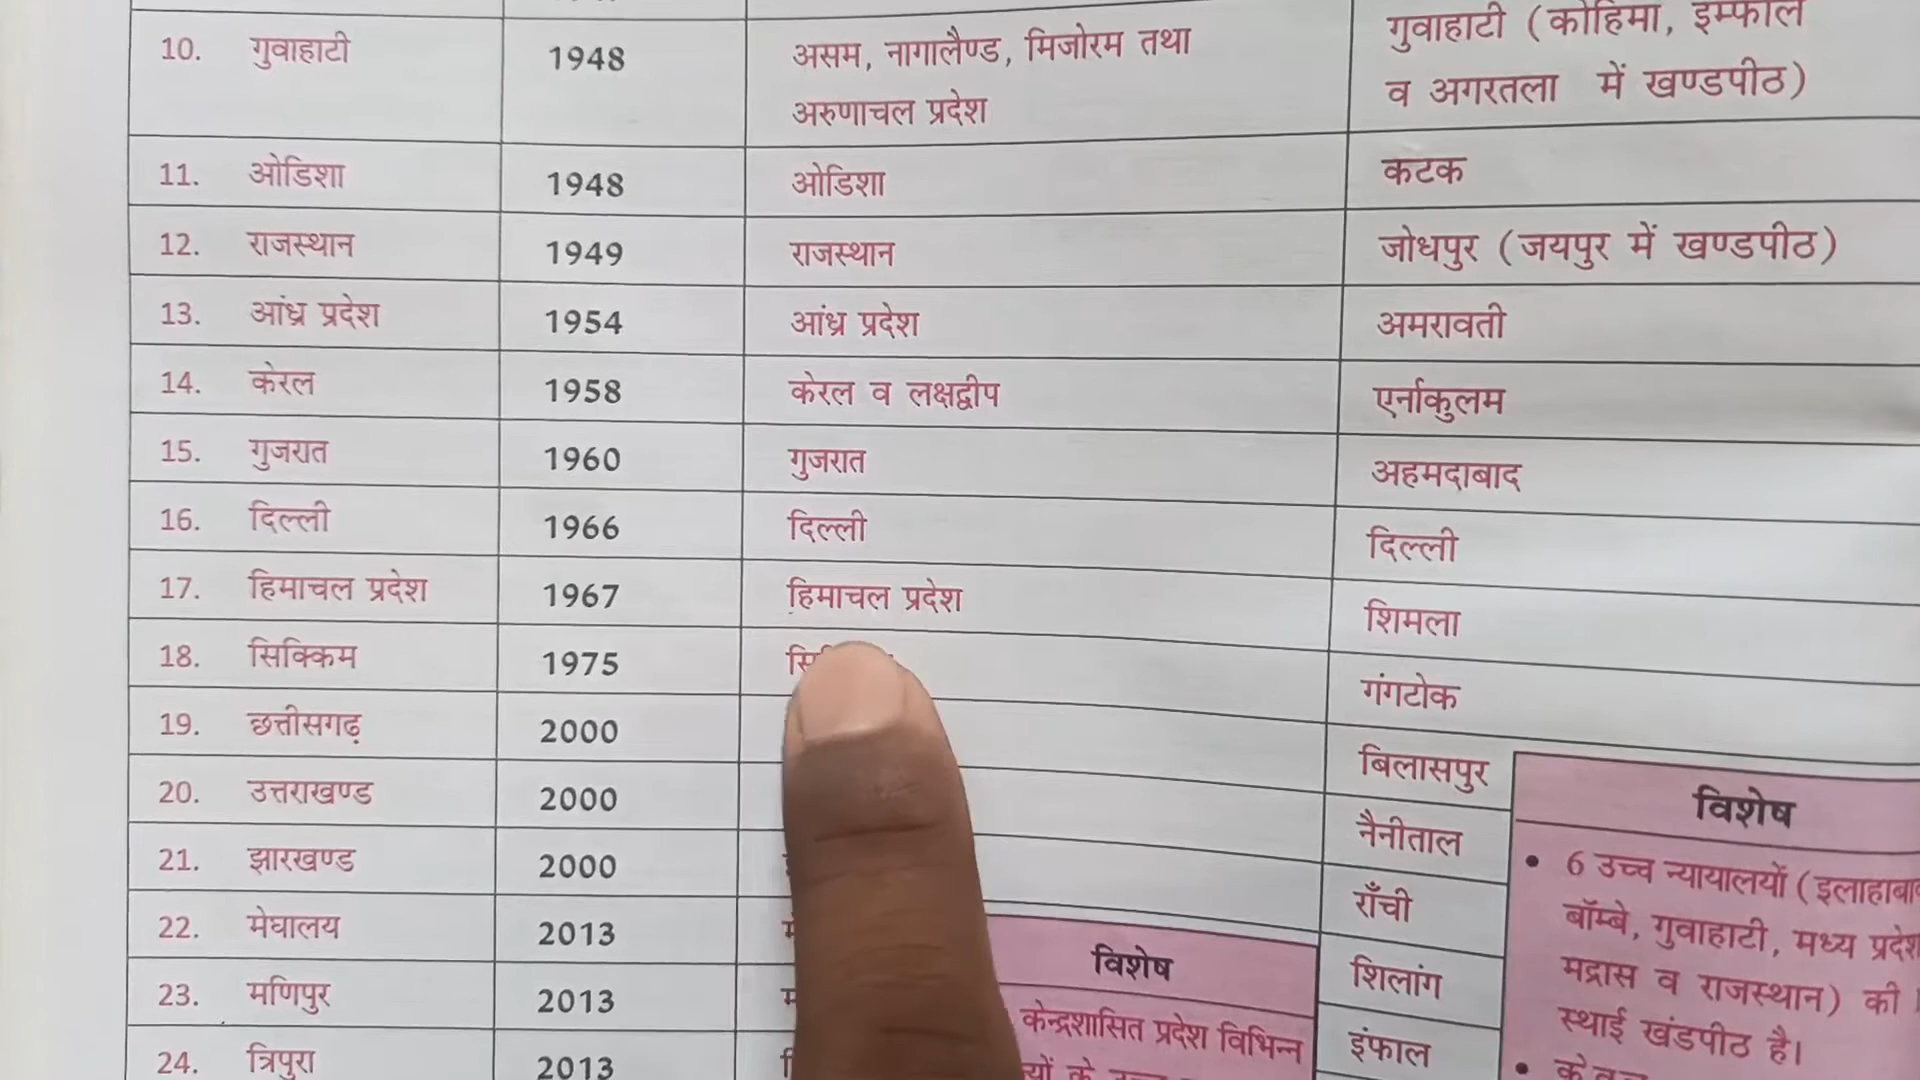 10. गुवाहाटी 1948 असम, नागालैण्ड, मिजोरम तथा गुवाहाटी (कोहिमा, इम्फाल
अरुणाचल प्रदेश व अगरतला में खण्डपीठ)
11. ओडिशा 1948 ओडिशा कटक
12. राजस्थान 1949 राजस्थान जोधपुर (जयपुर में खण्डपीठ)
13. आंध्र प्रदेश 1954 आंध्र प्रदेश अमरावती
14. केरल 1958 केरल व लक्षद्वीप एर्नाकुलम
15. गुजरात 1960 गुजरात अहमदाबाद
16. दिल्ली 1966 दिल्ली दिल्ली
17. हिमाचल प्रदेश 1967 हिमाचल प्रदेश शिमला
18. सिक्किम 1975 गंगटोक
19. छत्तीसगढ़ 2000 बिलासपुर
20. उत्तराखण्ड 2000 नैनीताल
21. झारखण्ड 2000 राँची
22. मेघालय 2013 शिलांग
23. मणिपुर 2013 इंफाल
24. त्रिपुरा 2013
विशेष
केन्द्रशासित प्रदेश विभिन्न
विशेष
• 6 उच्च न्यायालयों (इलाहाबाद
बॉम्बे, गुवाहाटी, मध्य प्रदेश
मद्रास व राजस्थान) की
स्थाई खंडपीठ है।